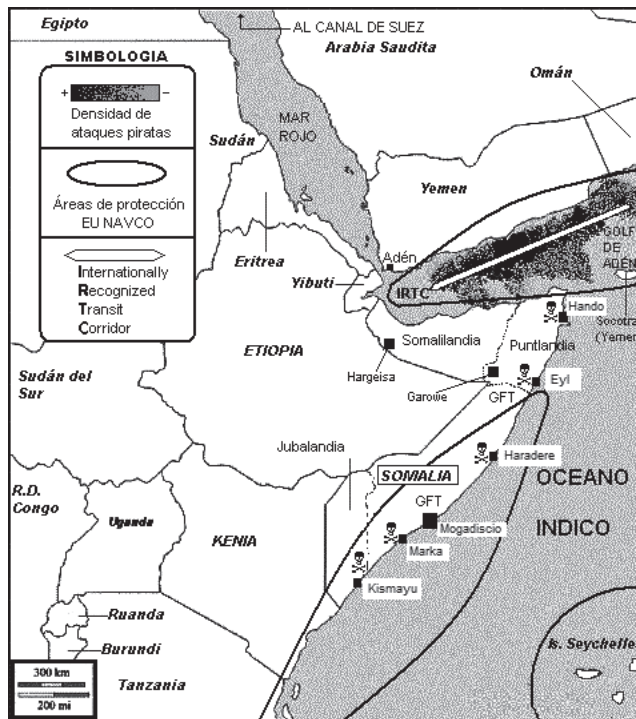 Egipto
AL CANAL DE SUEZ
Arabia Saudita
SIMBOLOGIA
+ −
Densidad de
ataques piratas
Áreas de protección
EU NAVCO
Internationally
Recognized
Transit
Corridor
Omán
MAR
ROJO
Sudán
Yemen
Eritrea
Adén
Yibuti
IRTC
GOLF
DE
ADÉN
Hando
Socotra
(Yemen
ETIOPIA
Somalilandia
Puntlandia
Hargeisa
Garowe
Eyl
GFT
Sudán del
Sur
Jubalandia
SOMALIA
Haradere
OCEANO
INDICO
R.D.
Congo
Uganda
KENIA
GFT
Mogadiscio
Marka
Kismayu
Ruanda
Burundi
Is. Seychelle
Tanzania
300 km
200 mi